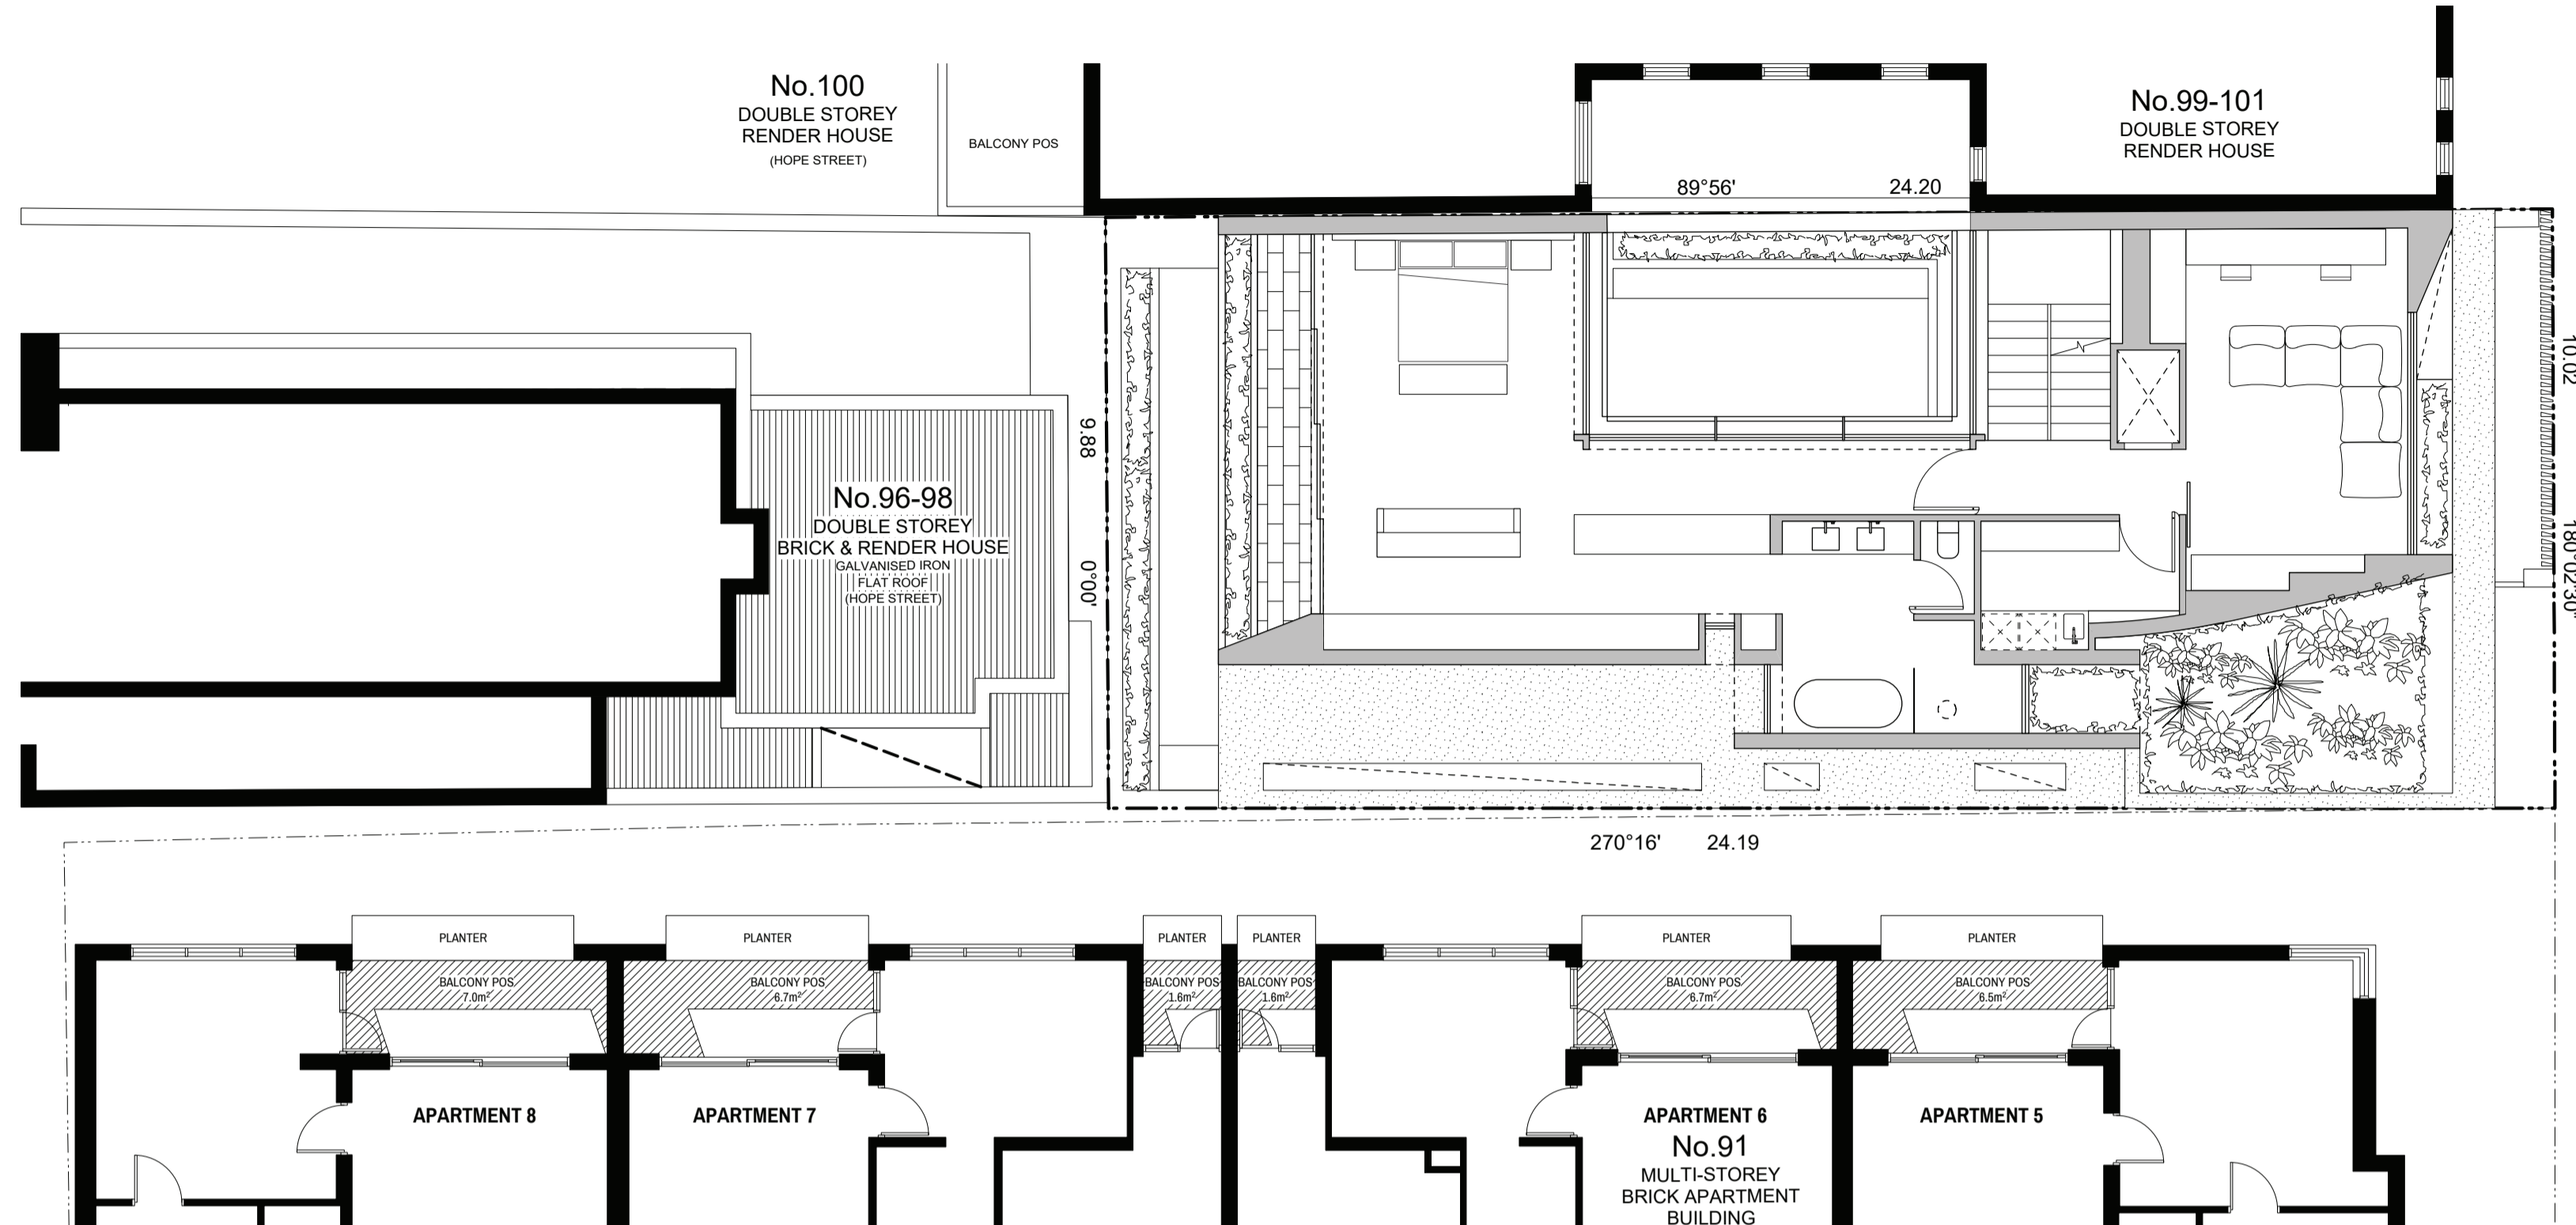 No.100
DOUBLE STOREY
RENDER HOUSE
(HOPE STREET)
BALCONY POS
No.99-101
DOUBLE STOREY
RENDER HOUSE
89°56' 24.20
10.02
180°02'30"
9.88
0°00'
No.96-98
DOUBLE STOREY
BRICK & RENDER HOUSE
GALVANISED IRON
FLAT ROOF
(HOPE STREET)
270°16' 24.19
PLANTER
PLANTER
PLANTER
PLANTER
PLANTER
PLANTER
BALCONY POS
7.0m²
BALCONY POS
6.7m²
BALCONY POS
1.6m²
BALCONY POS
1.6m²
BALCONY POS
6.7m²
BALCONY POS
6.5m²
APARTMENT 8
APARTMENT 7
APARTMENT 6
APARTMENT 5
No.91
MULTI-STOREY
BRICK APARTMENT
BUILDING